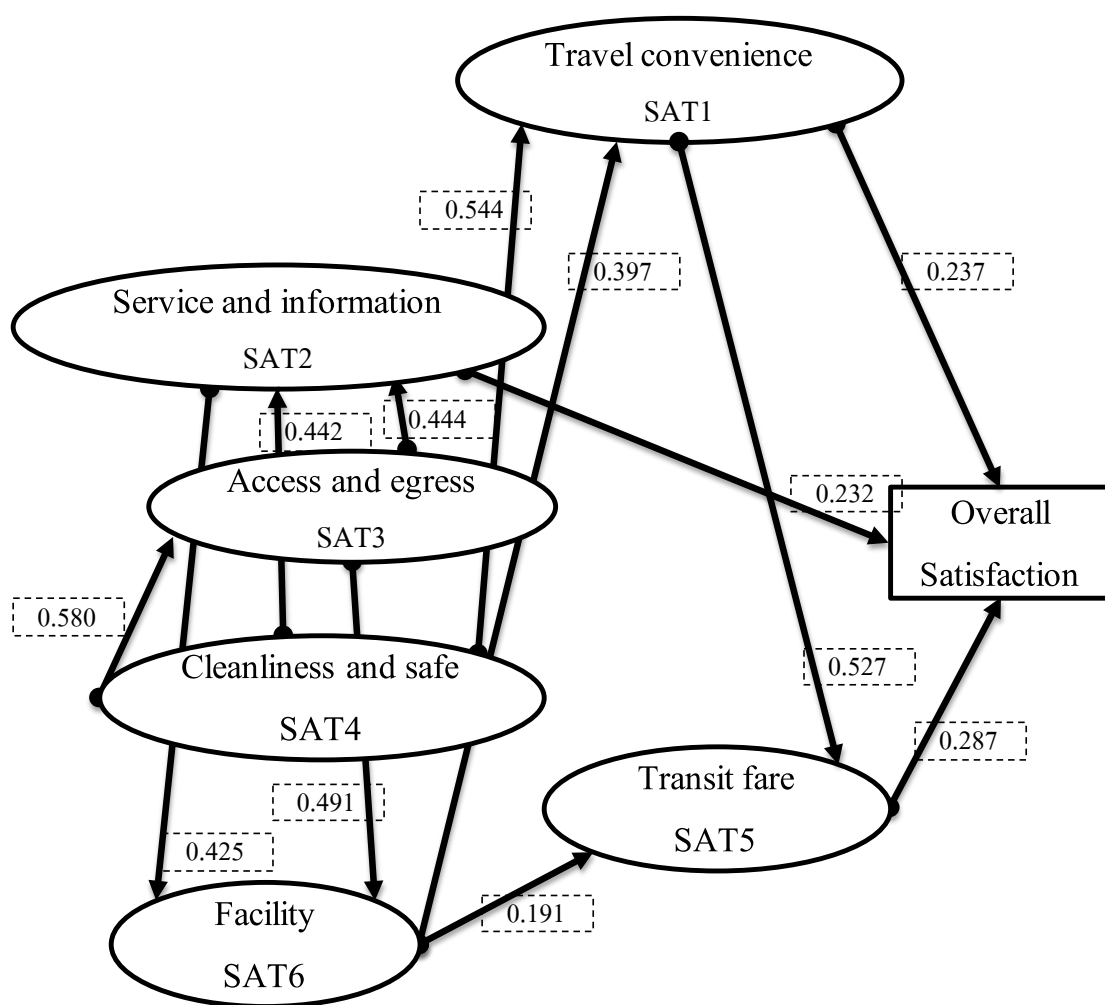 Travel convenience
SAT1
0.544
0.397
0.237
Service and information
SAT2
0.442
0.444
Access and egress
SAT3
0.232
Overall
Satisfaction
0.580
Cleanliness and safe
SAT4
0.527
0.287
Transit fare
SAT5
0.491
0.425
Facility
SAT6
0.191